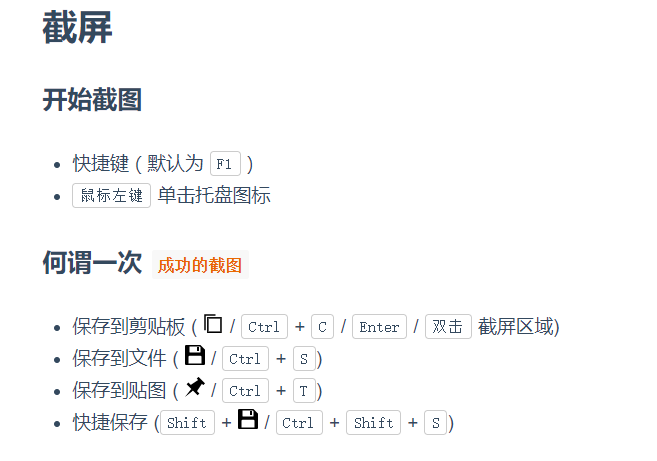 截屏
开始截图
快捷键 ( 默认为 F1 )
鼠标左键 单击托盘图标
何谓一次 成功的截图
保存到剪贴板 ( / Ctrl + C / Enter / 双击 截屏区域)
保存到文件 ( / Ctrl + S)
保存到贴图 ( / Ctrl + T)
快捷保存 (Shift + / Ctrl + Shift + S)